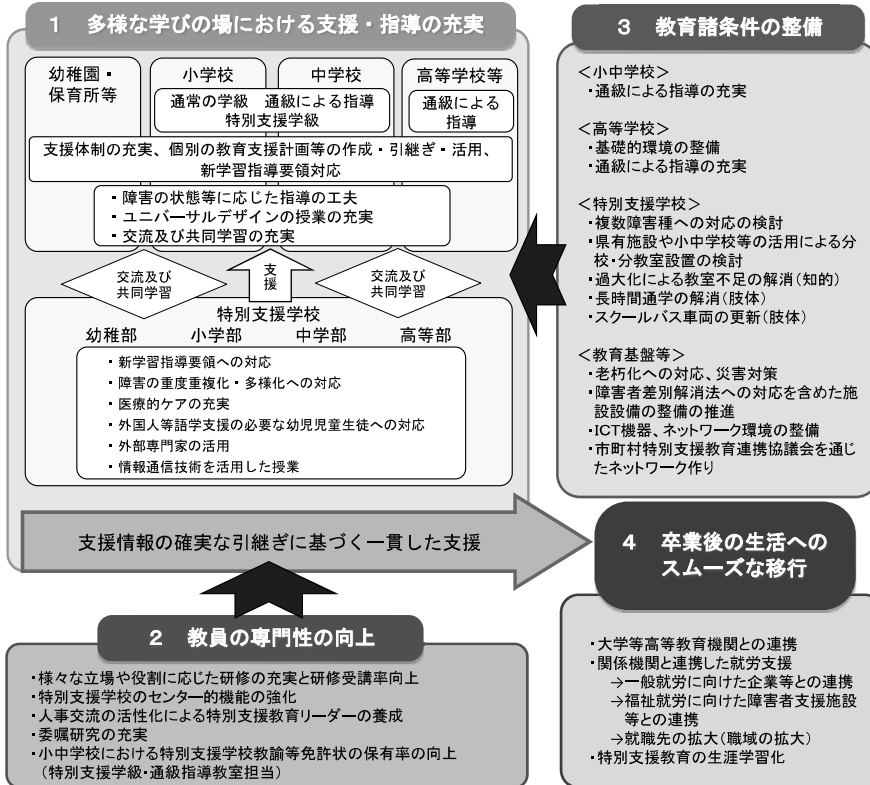 1　多様な学びの場における支援・指導の充実
幼稚園・
保育所等
小学校
中学校
高等学校等
通常の学級　通級による指導
特別支援学級
通級による
指導
支援体制の充実、個別の教育支援計画等の作成・引継ぎ・活用、
新学習指導要領対応
・障害の状態等に応じた指導の工夫
・ユニバーサルデザインの授業の充実
・交流及び共同学習の充実
交流及び
共同学習
支
援
交流及び
共同学習
特別支援学校
幼稚部　小学部　中学部　高等部
・新学習指導要領への対応
・障害の重度重複化・多様化への対応
・医療的ケアの充実
・外国人等語学支援の必要な幼児児童生徒への対応
・外部専門家の活用
・情報通信技術を活用した授業
支援情報の確実な引継ぎに基づく一貫した支援
2　教員の専門性の向上
・様々な立場や役割に応じた研修の充実と研修受講率向上
・特別支援学校のセンター的機能の強化
・人事交流の活性化による特別支援教育リーダーの養成
・委嘱研究の充実
・小中学校における特別支援学校教諭等免許状の保有率の向上
（特別支援学級・通級指導教室担当）
3　教育諸条件の整備
＜小中学校＞
・通級による指導の充実
＜高等学校＞
・基礎的環境の整備
・通級による指導の充実
＜特別支援学校＞
・複数障害種への対応の検討
・県有施設や小中学校等の活用による分
校・分教室設置の検討
・過大化による教室不足の解消（知的）
・長時間通学の解消（肢体）
・スクールバス車両の更新（肢体）
＜教育基盤等＞
・老朽化への対応、災害対策
・障害者差別解消法への対応を含めた施
設設備の整備の推進
・ICT機器、ネットワーク環境の整備
・市町村特別支援教育連携協議会を通じ
たネットワーク作り
4　卒業後の生活への
スムーズな移行
・大学等高等教育機関との連携
・関係機関と連携した就労支援
→一般就労に向けた企業等との連携
→福祉就労に向けた障害者支援施設
等との連携
→就職先の拡大（職域の拡大）
・特別支援教育の生涯学習化